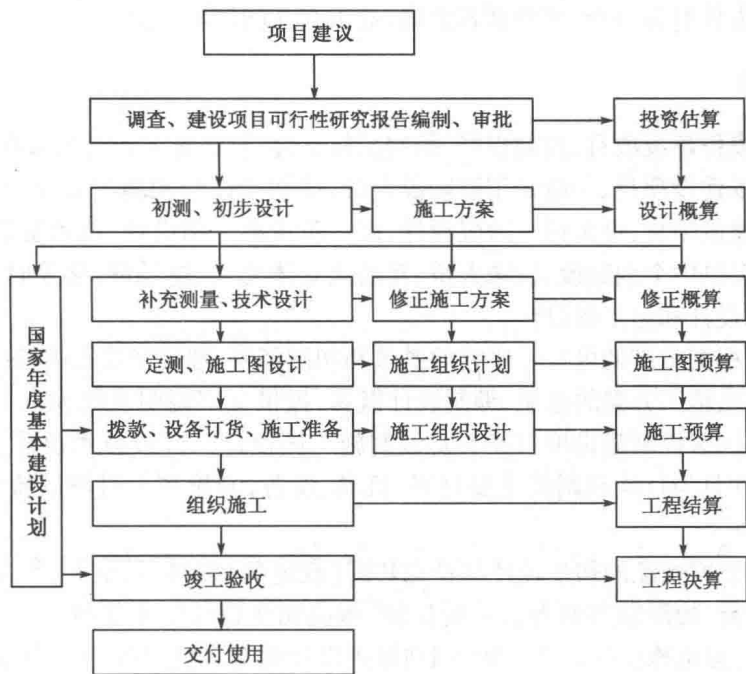 项目建议
调查、建设项目可行性研究报告编制、审批
投资估算
初测、初步设计
施工方案
设计概算
国家年度基本建设计划
补充测量、技术设计
修正施工方案
修正概算
定测、施工图设计
施工组织计划
施工图预算
拨款、设备订货、施工准备
施工组织设计
施工预算
组织施工
工程结算
竣工验收
工程决算
交付使用